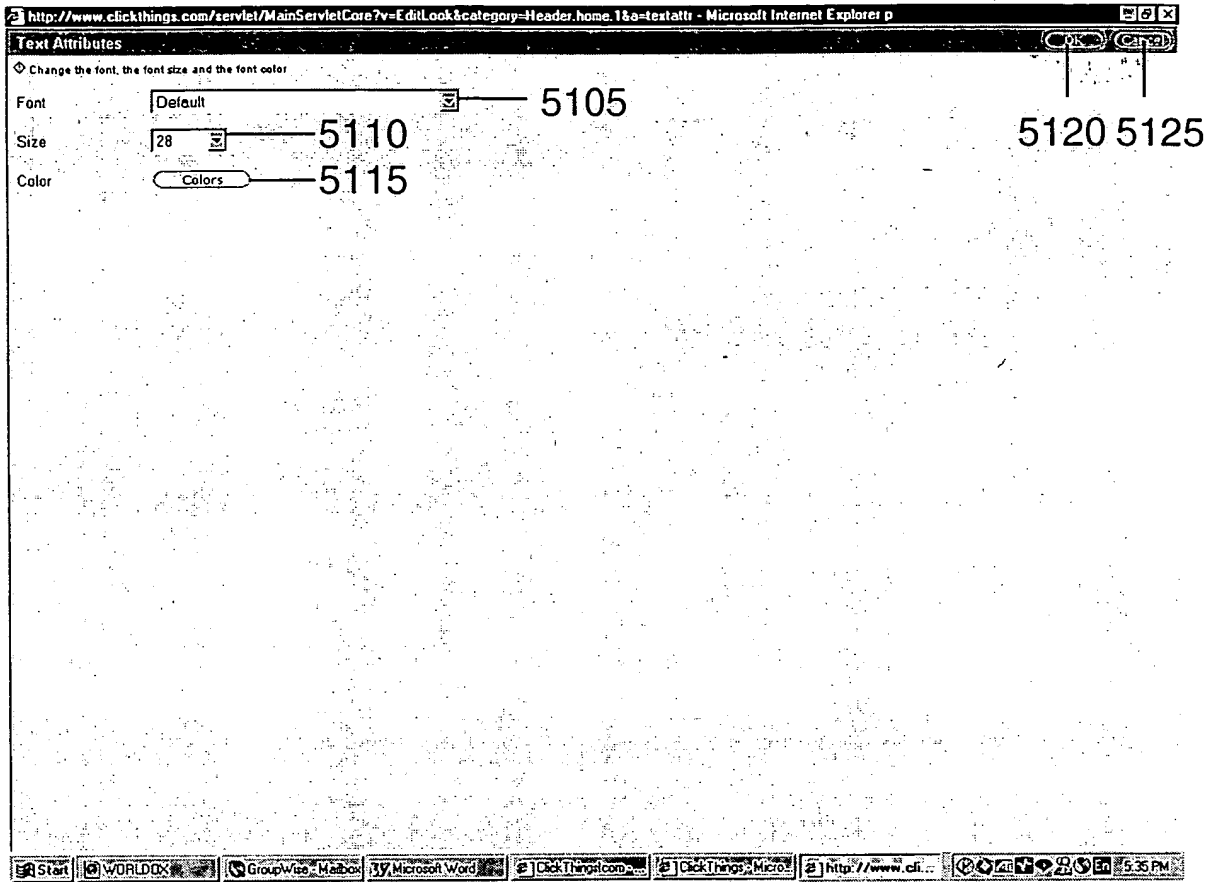 http://www.clickthings.com/servlet/MainServletCore?v=EditLook&category=Header.home.1&a=textattr - Microsoft Internet Explorer p
Text Attributes OK Cancel
Change the font, the font size and the font color
Font Default 5105
Size 28 5110 5120 5125
Color Colors 5115
Start WORLDOX GroupWise - Mailbox Microsoft Word ClickThings!com - ClickThings - Micro... http://www.cli... En 5:35 PM